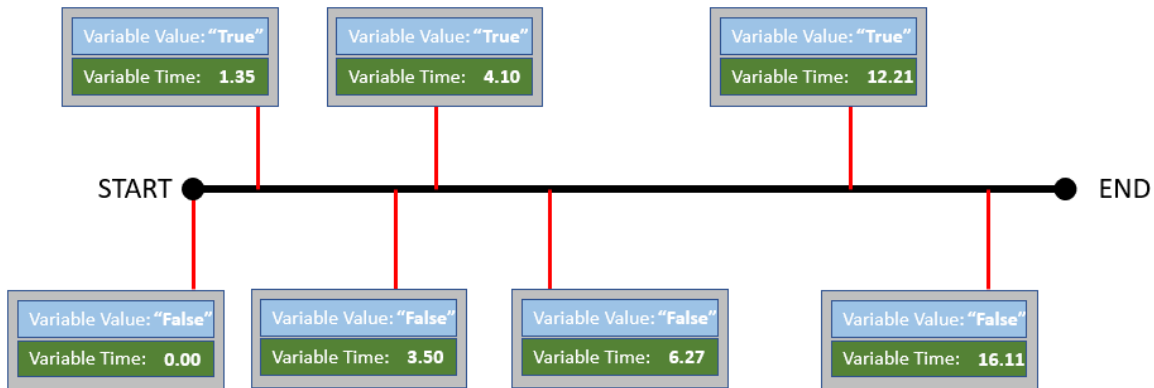 Variable Value: “True”
Variable Time: 1.35
Variable Value: “True”
Variable Time: 4.10
Variable Value: “True”
Variable Time: 12.21
START
END
Variable Value: “False”
Variable Time: 0.00
Variable Value: “False”
Variable Time: 3.50
Variable Value: “False”
Variable Time: 6.27
Variable Value: “False”
Variable Time: 16.11